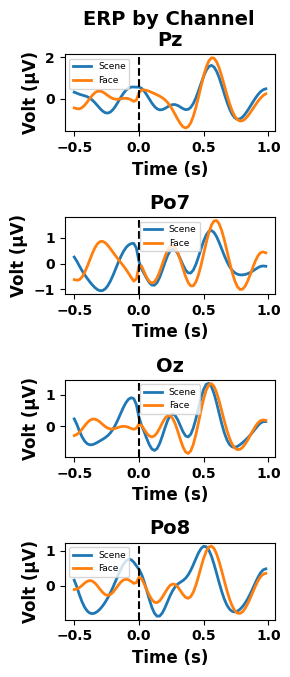 ERP by Channel
Pz
Scene
Face
2
0
Volt (µV)
−0.5 0.0 0.5 1.0
Time (s)
Po7
Scene
Face
1
0
−1
Volt (µV)
−0.5 0.0 0.5 1.0
Time (s)
Oz
Scene
Face
1
0
Volt (µV)
−0.5 0.0 0.5 1.0
Time (s)
Po8
Scene
Face
1
0
Volt (µV)
−0.5 0.0 0.5 1.0
Time (s)